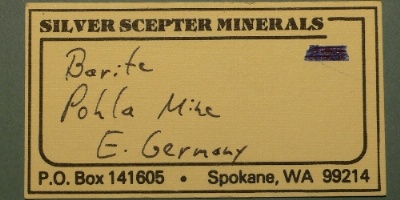 SILVER SCEPTER MINERALS
Barite
Pohla Mine
E. Germany
P.O. Box 141605 • Spokane, WA 99214